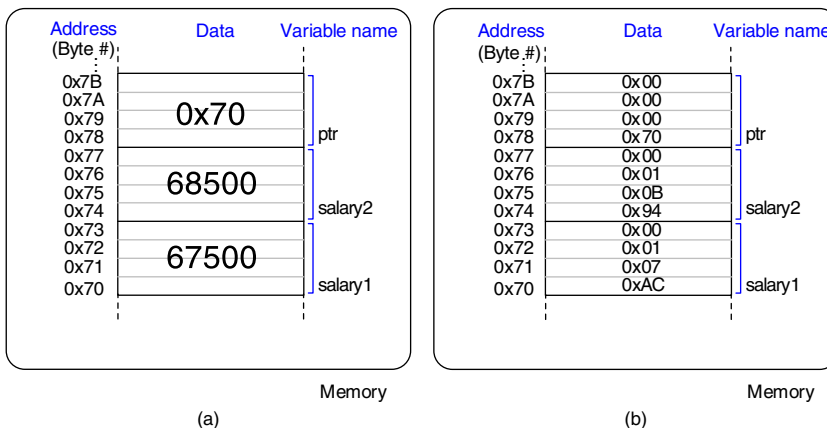 Address Data Variable name
(Byte #)
0x7B
0x7A
0x79
0x78
0x70
ptr
0x77
0x76
0x75
0x74
68500
salary2
0x73
0x72
0x71
0x70
67500
salary1
Memory
(a)
Address Data Variable name
(Byte #)
0x7B 0x00
0x7A 0x00
0x79 0x00
0x78 0x70 ptr
0x77 0x00
0x76 0x01
0x75 0x0B
0x74 0x94 salary2
0x73 0x00
0x72 0x01
0x71 0x07
0x70 0xAC salary1
Memory
(b)